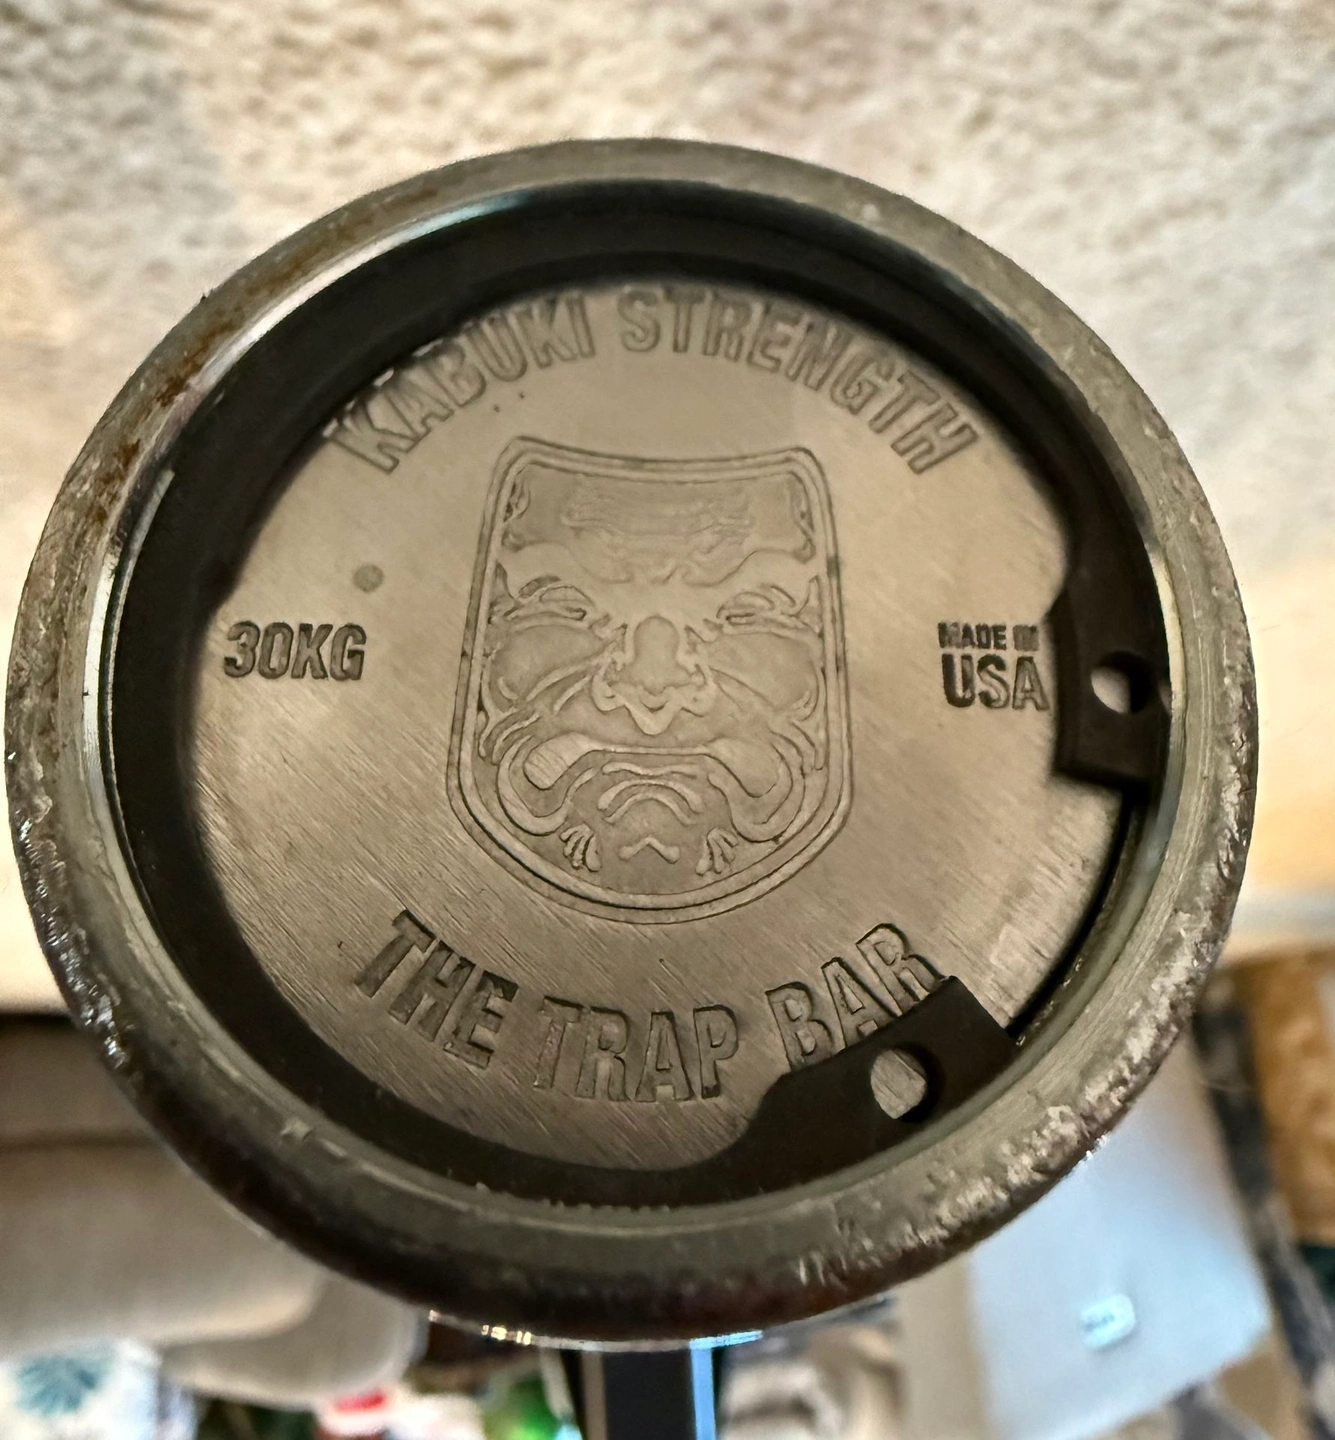 KABUKI STRENGTH
30KG
MADE IN
USA
THE TRAP BAR